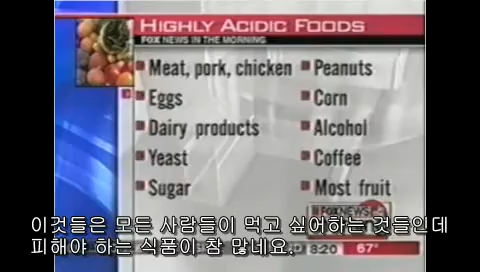 HIGHLY ACIDIC FOODS
FOX NEWS IN THE MORNING
Meat, pork, chicken
Eggs
Dairy products
Yeast
Sugar
Peanuts
Corn
Alcohol
Coffee
Most fruit
FOX NEWS
이것들은 모든 사람들이 먹고 싶어하는 것들인데
피해야 하는 식품이 참 많네요.
8:20 67°